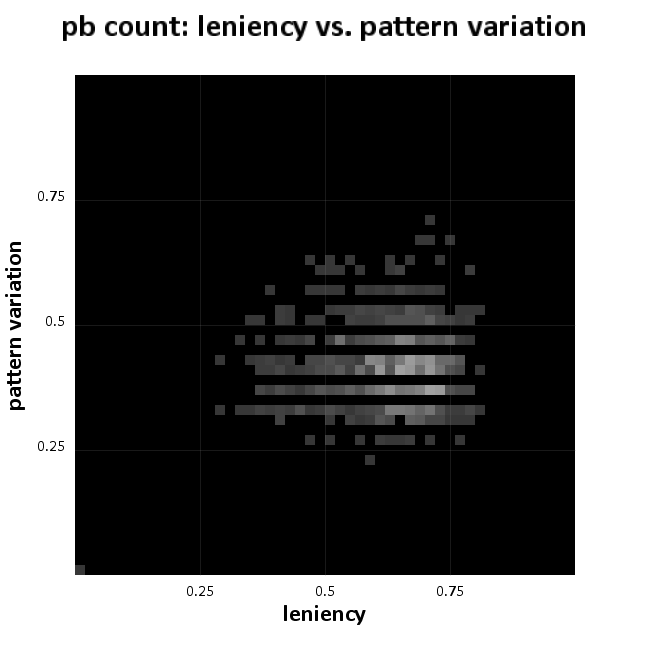 pb count: leniency vs. pattern variation
0.75
0.5
0.25
pattern variation
0.25 0.5 0.75
leniency